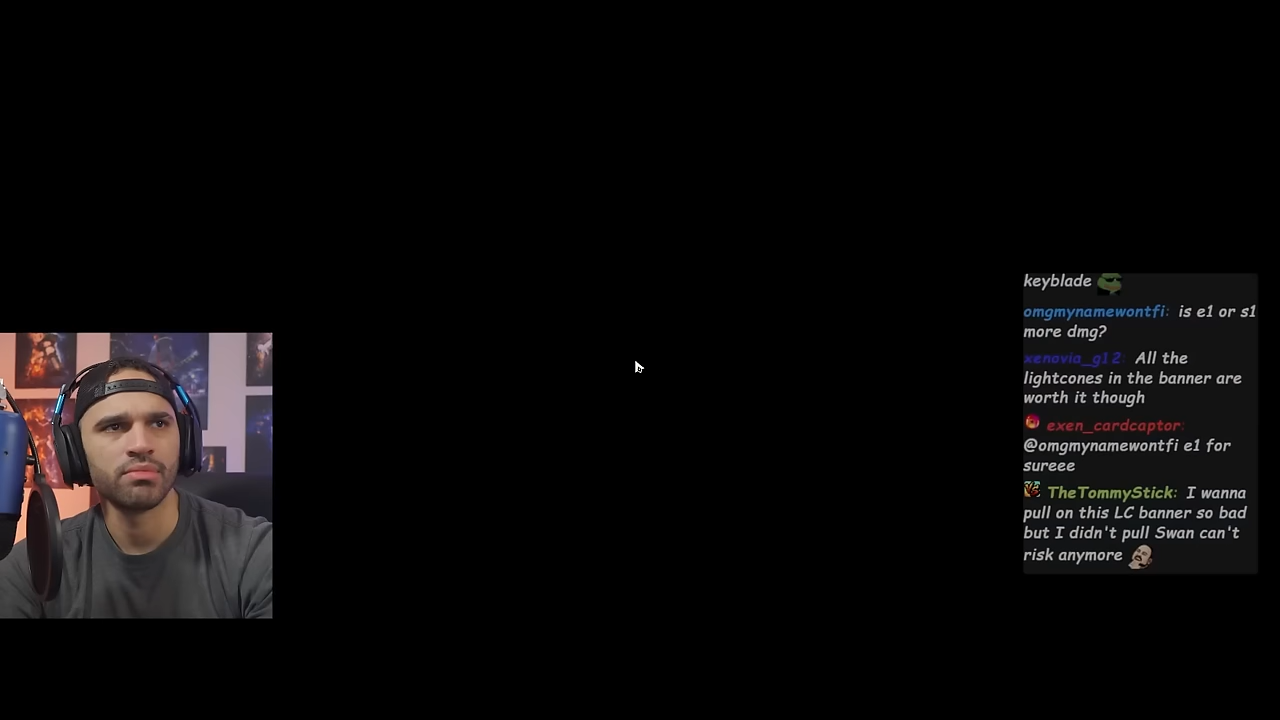 keyblade
omgmynamewontfi: is e1 or s1
more dmg?
xenovia_g12: All the
lightcones in the banner are
worth it though
exen_cardcaptor:
@omgmynamewontfi e1 for
sureee
TheTommyStick: I wanna
pull on this LC banner so bad
but I didn't pull Swan can't
risk anymore